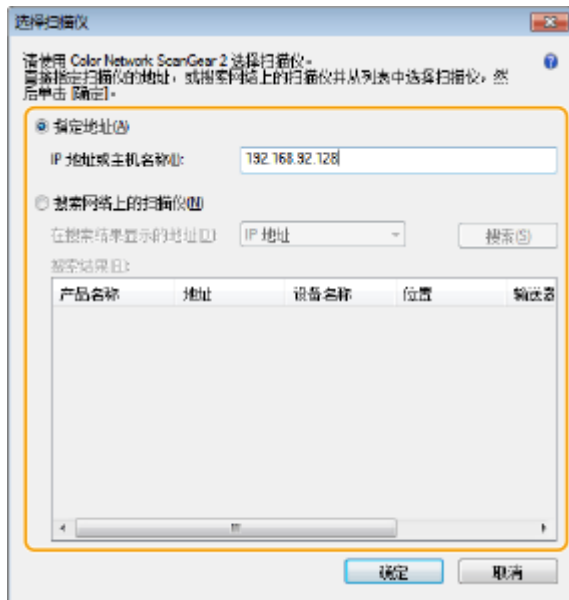 选择扫描仪
请使用 Color Network ScanGear 2 选择扫描仪。
直接指定扫描仪的地址，或搜索网络上的扫描仪并从列表中选择扫描仪，然
后单击 [确定]。
指定地址(A)
IP 地址或主机名称(I): 192.168.92.128
搜索网络上的扫描仪(N)
在搜索结果显示的地址(D) IP 地址 搜索(S)
搜索结果(E):
产品名称 地址 设备名称 位置 输送器
确定 取消